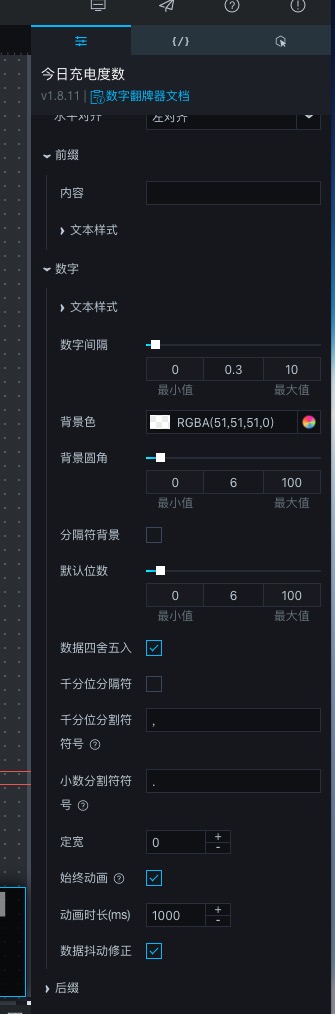 {/}
今日充电度数
v1.8.11 | 数字翻牌器文档
水平对齐 左对齐
前缀
内容
文本样式
数字
文本样式
数字间隔
0 0.3 10
最小值 最大值
背景色 RGBA(51,51,51,0)
背景圆角
0 6 100
最小值 最大值
分隔符背景
默认位数
0 6 100
最小值 最大值
数据四舍五入
千分位分隔符
千分位分割符 ,
符号 ?
小数分割符符 .
号 ?
定宽 0 + -
始终动画 ?
动画时长(ms) 1000 + -
数据抖动修正
后缀